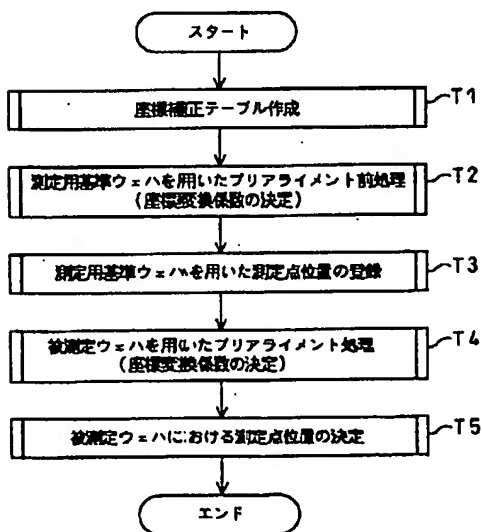 スタート
座標補正テーブル作成
T1
測定用基準ウェハを用いたプリアライメント前処理
(座標変換係数の決定)
T2
測定用基準ウェハを用いた測定点位置の登録
T3
被測定ウェハを用いたプリアライメント処理
(座標変換係数の決定)
T4
被測定ウェハにおける測定点位置の決定
T5
エンド